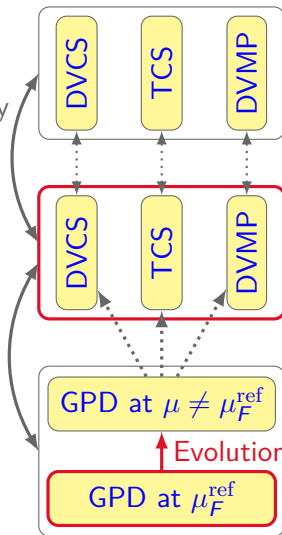 DVCS
TCS
DVMP
y
DVCS
TCS
DVMP
GPD at μ ≠ μ_F^ref
Evolution
GPD at μ_F^ref